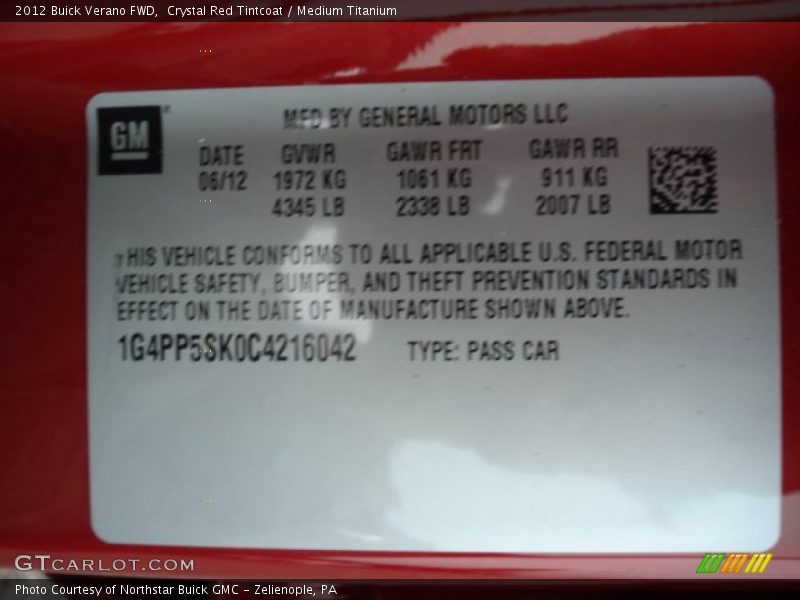 2012 Buick Verano FWD,  Crystal Red Tintcoat / Medium Titanium
GM
MFD BY GENERAL MOTORS LLC
DATE GVWR GAWR FRT GAWR RR
06/12 1972 KG 1061 KG 911 KG
4345 LB 2338 LB 2007 LB
THIS VEHICLE CONFORMS TO ALL APPLICABLE U.S. FEDERAL MOTOR
VEHICLE SAFETY, BUMPER, AND THEFT PREVENTION STANDARDS IN
EFFECT ON THE DATE OF MANUFACTURE SHOWN ABOVE.
1G4PP5SK0C4216042 TYPE: PASS CAR
GTCARLOT.COM
Photo Courtesy of Northstar Buick GMC - Zelienople, PA